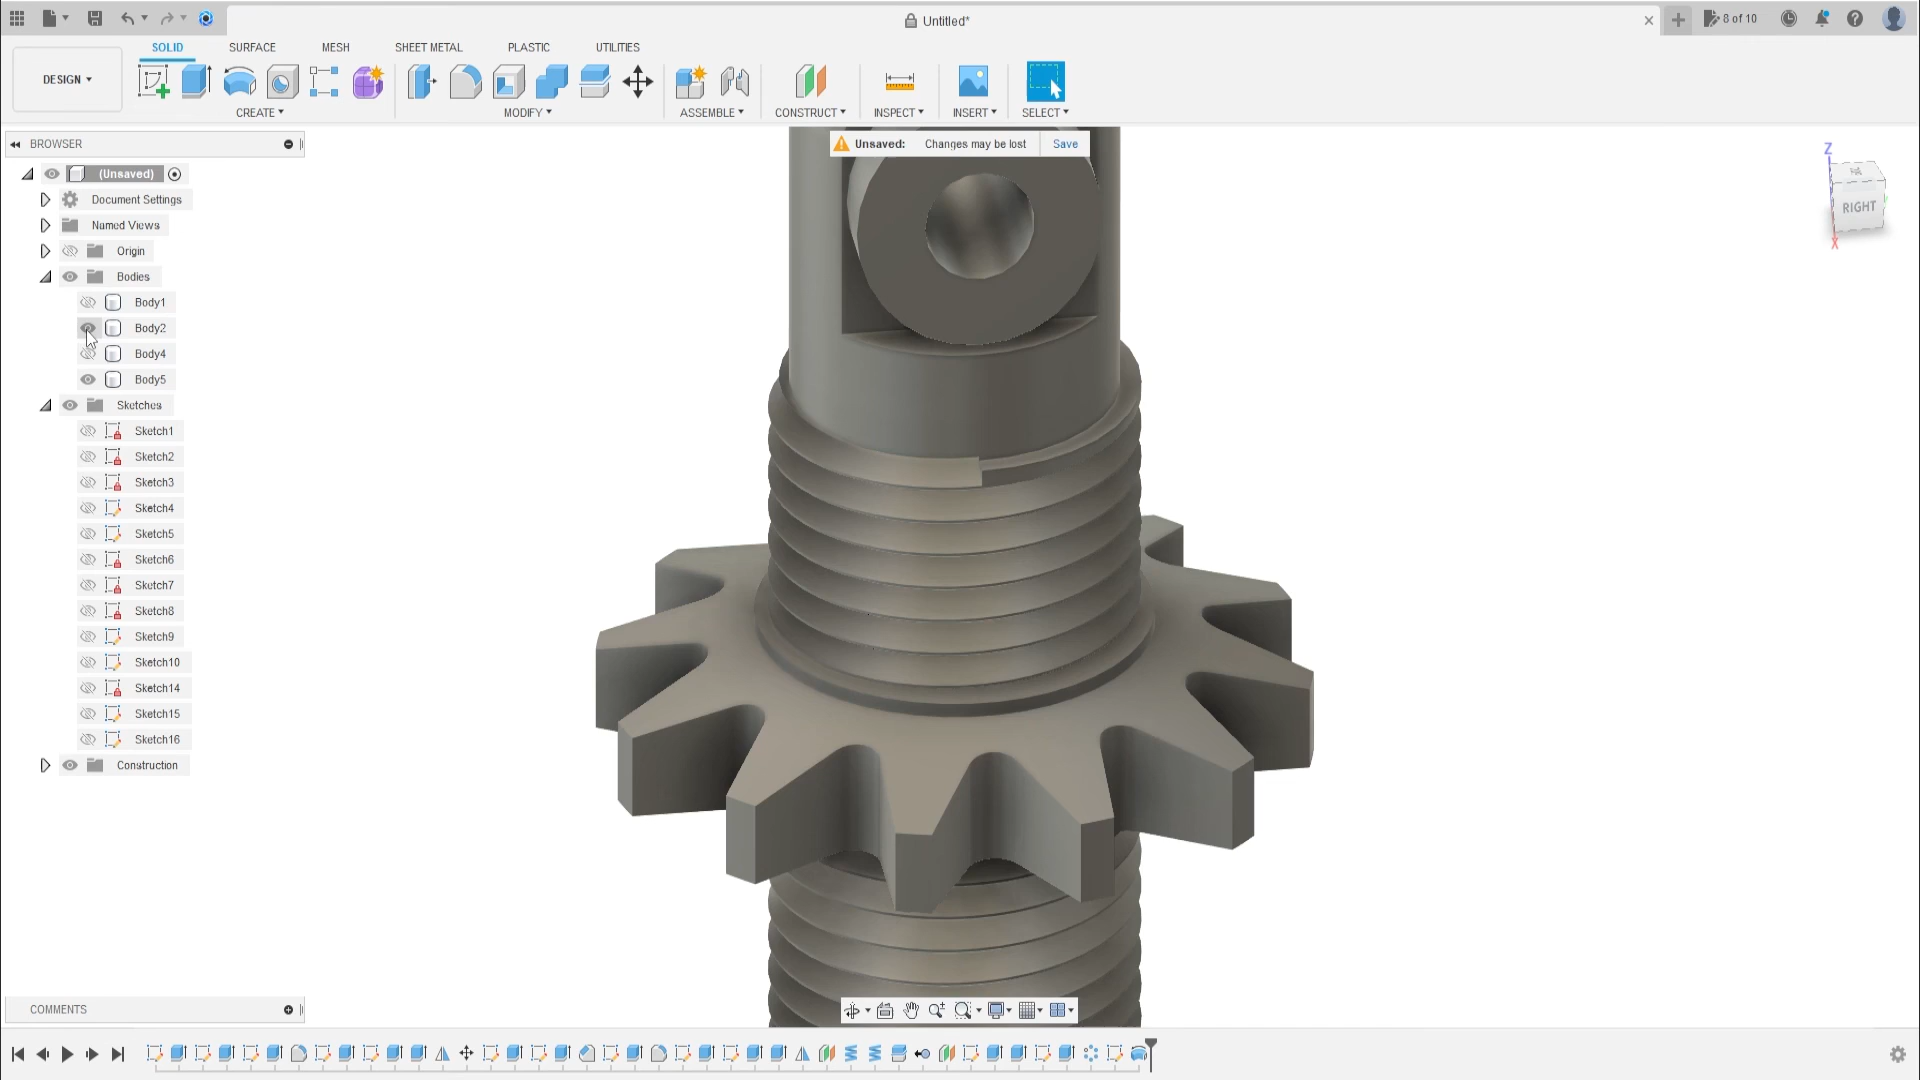 Untitled*
8 of 10
DESIGN
SOLID
SURFACE
MESH
SHEET METAL
PLASTIC
UTILITIES
CREATE
MODIFY
ASSEMBLE
CONSTRUCT
INSPECT
INSERT
SELECT
BROWSER
Unsaved: Changes may be lost Save
(Unsaved)
Document Settings
Named Views
Origin
Bodies
Body1
Body2
Body4
Body5
Sketches
Sketch1
Sketch2
Sketch3
Sketch4
Sketch5
Sketch6
Sketch7
Sketch8
Sketch9
Sketch10
Sketch14
Sketch15
Sketch16
Construction
Z
RIGHT
X
COMMENTS